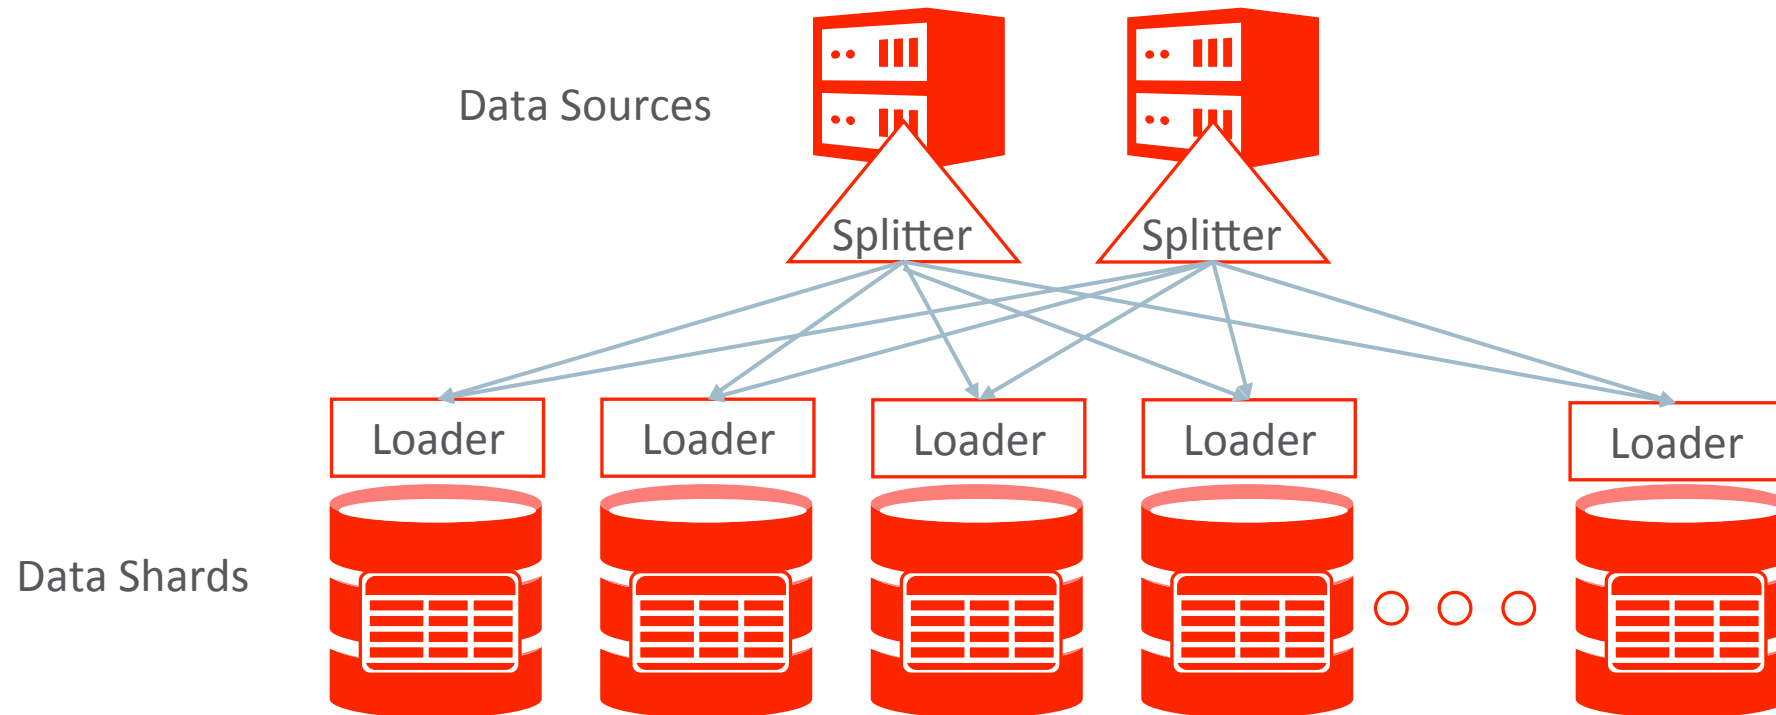 Data Sources
Splitter
Splitter
Loader
Loader
Loader
Loader
Loader
Data Shards